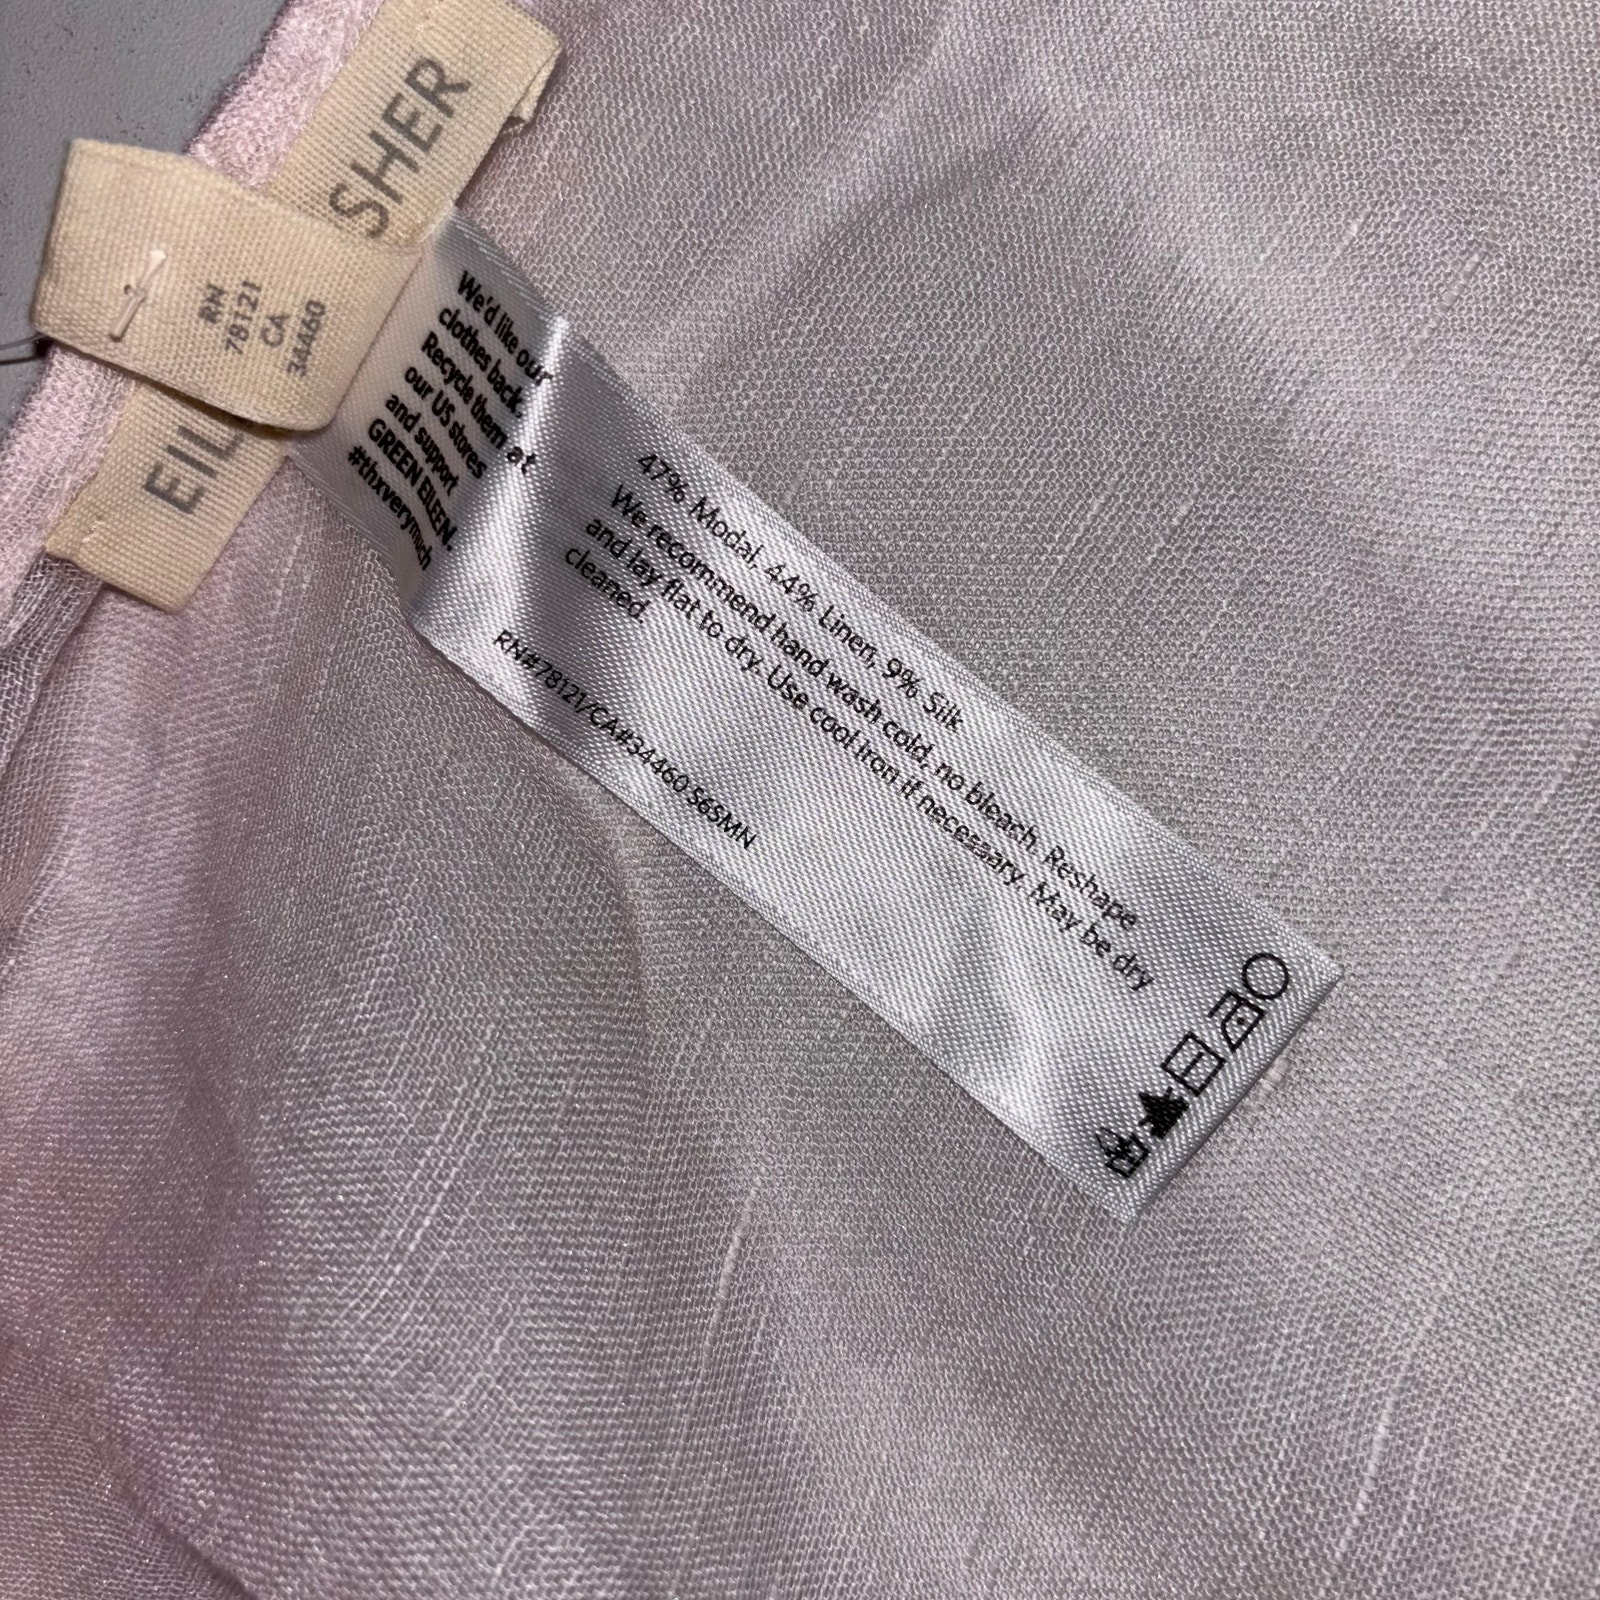 EIL
SHER
RN
78121
CA
34460
We'd like our
clothes back.
Recycle them at
our US stores
and support
GREEN EILEEN.
#thxverymuch
47% Modal, 44% Linen, 9% Silk
We recommend hand wash cold, no bleach. Reshape
and lay flat to dry. Use cool iron if necessary. May be dry
cleaned.
RN#78121/CA#34460 S6SMN